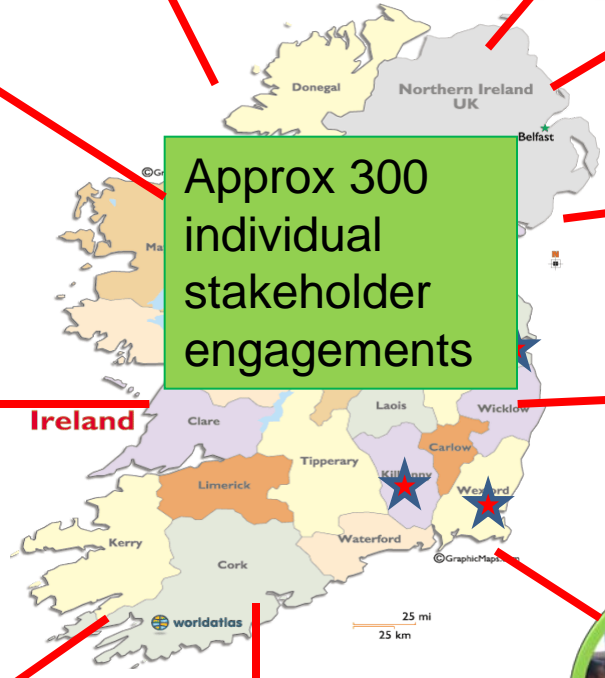 Donegal
Northern Ireland
UK
Belfast
Approx 300
individual
stakeholder
engagements
Ireland
Clare
Laois
Wicklow
Carlow
Tipperary
Limerick
Wexford
Kerry
Cork
Waterford
©GraphicMaps.com
worldatlas
25 mi
25 km